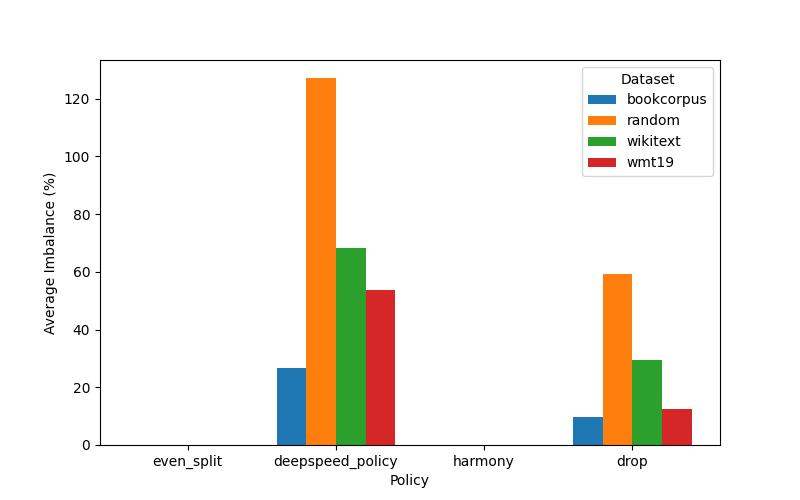 Dataset
bookcorpus
random
wikitext
wmt19
Average Imbalance (%)
120
100
80
60
40
20
0
even_split deepspeed_policy harmony drop
Policy